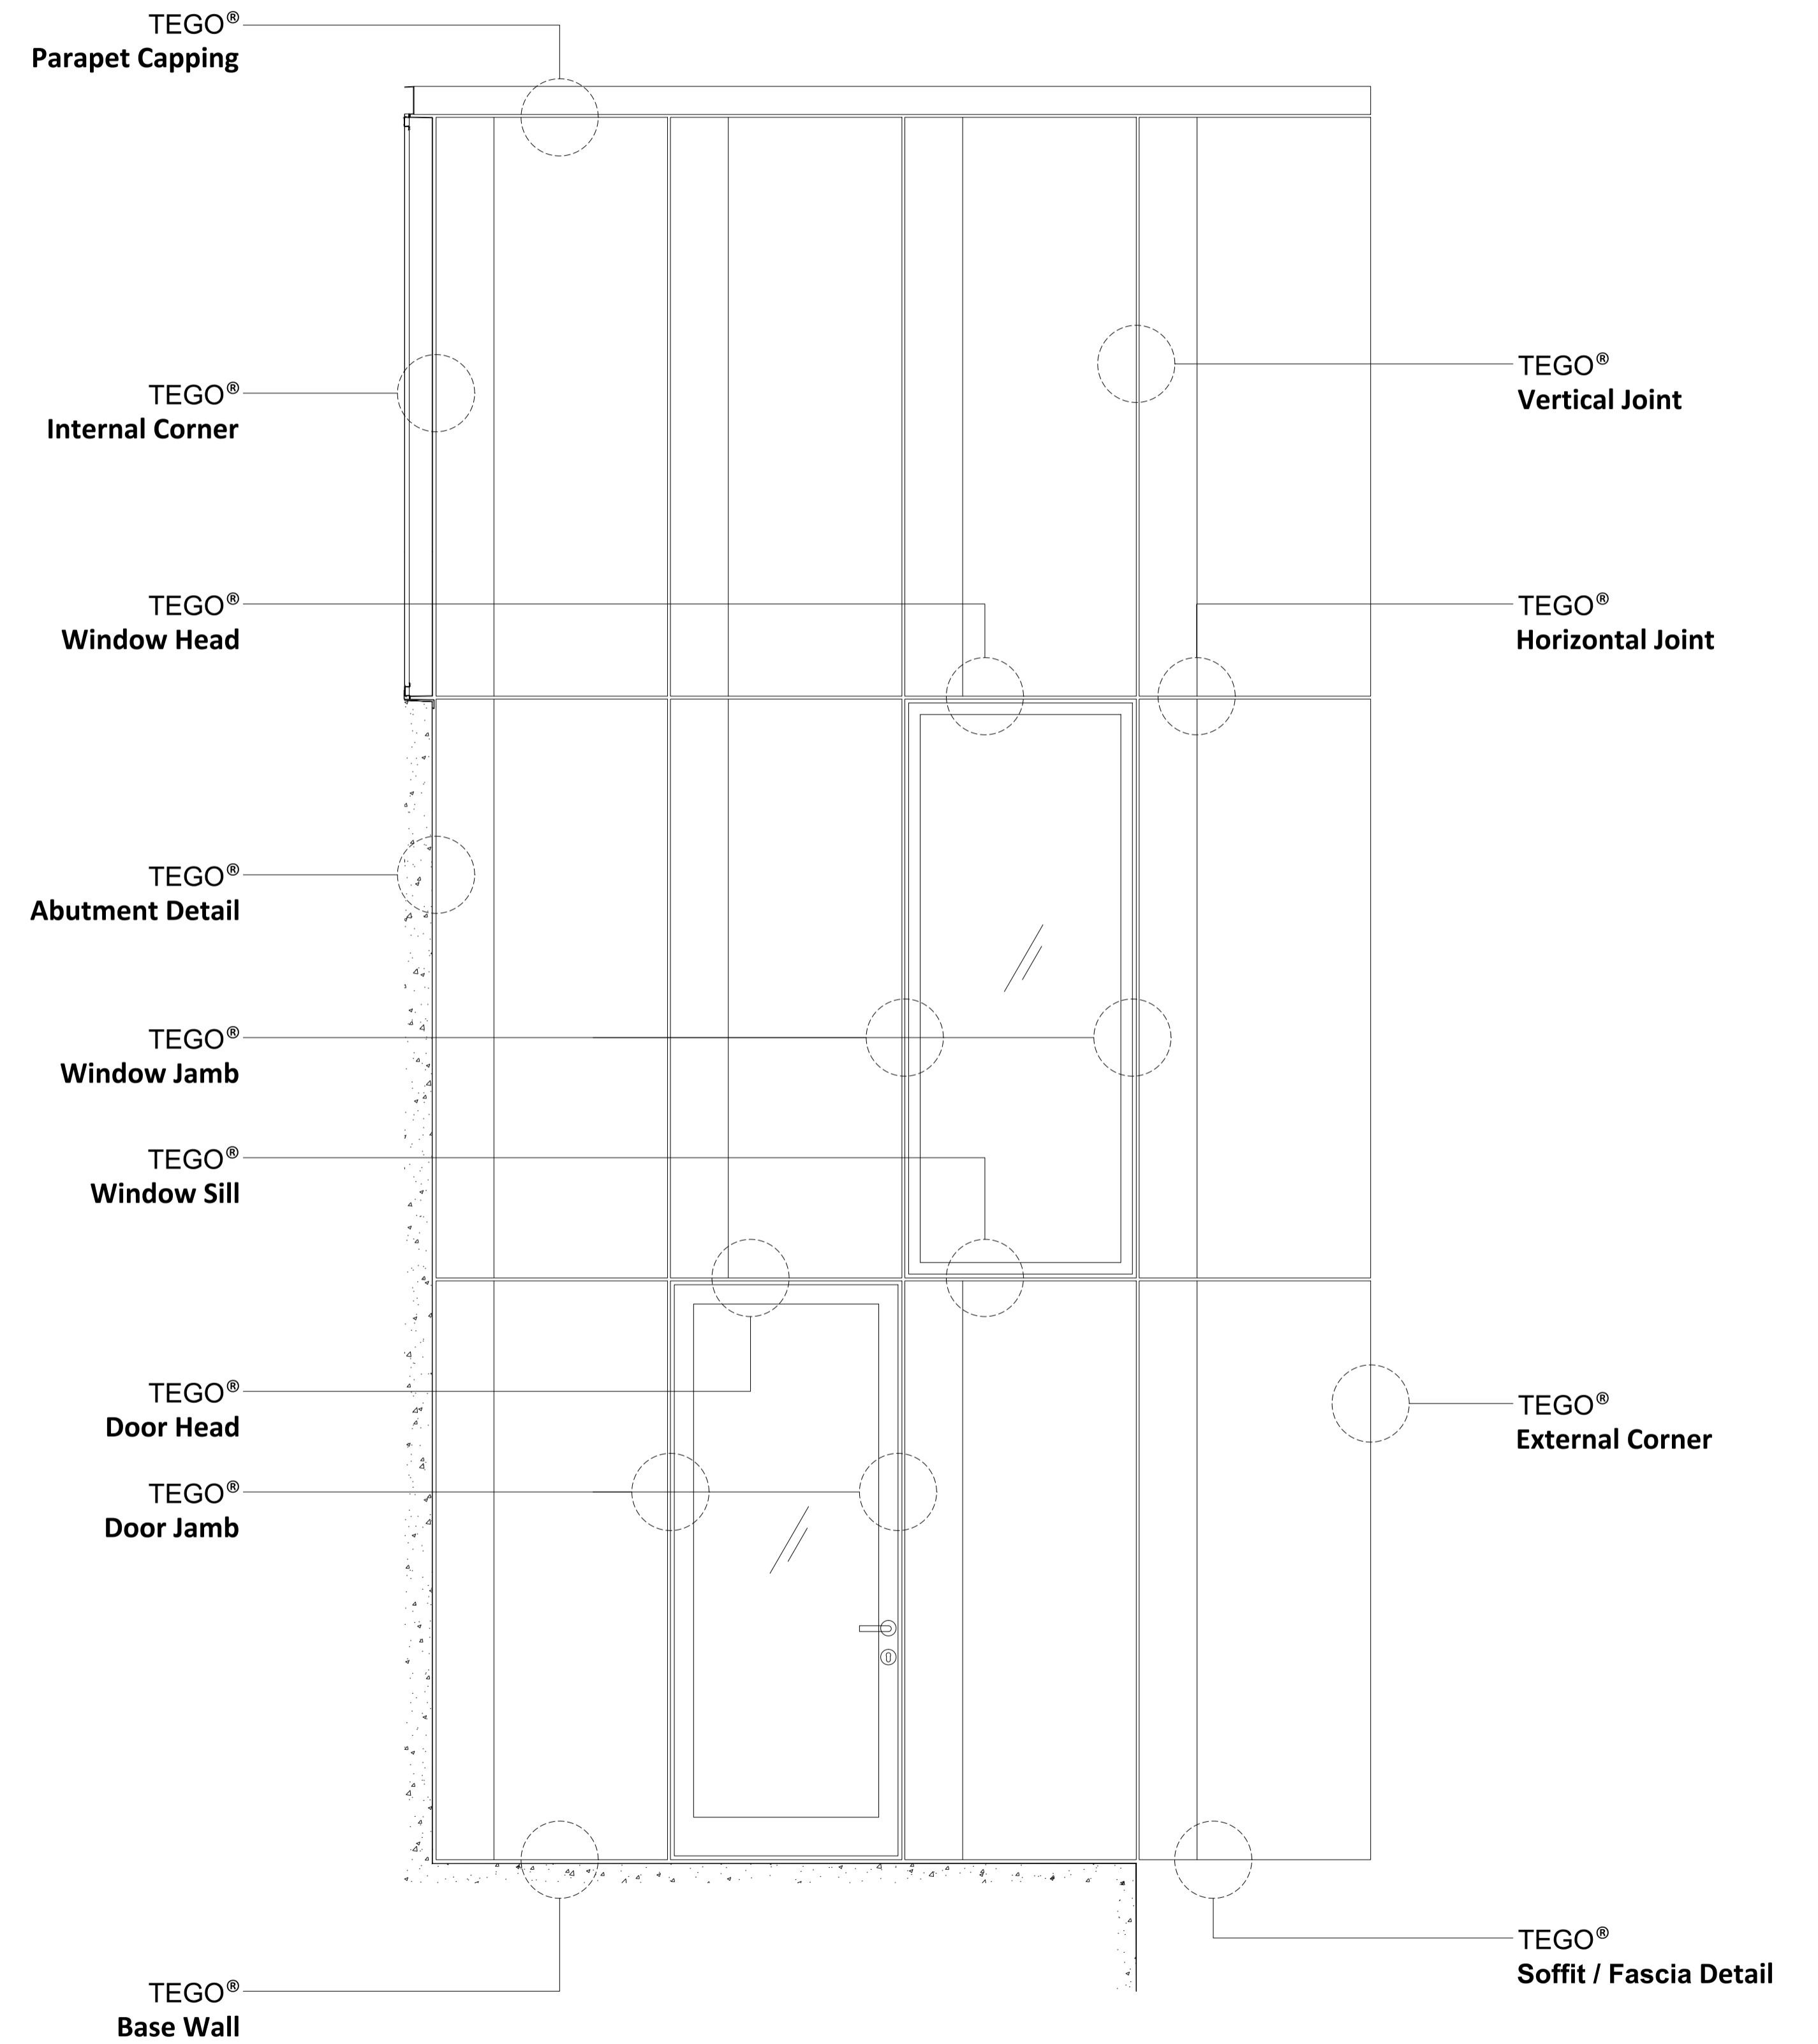 TEGO®
Parapet Capping
TEGO®
Internal Corner
TEGO®
Vertical Joint
TEGO®
Window Head
TEGO®
Horizontal Joint
TEGO®
Abutment Detail
TEGO®
Window Jamb
TEGO®
Window Sill
TEGO®
Door Head
TEGO®
External Corner
TEGO®
Door Jamb
TEGO®
Soffit / Fascia Detail
TEGO®
Base Wall